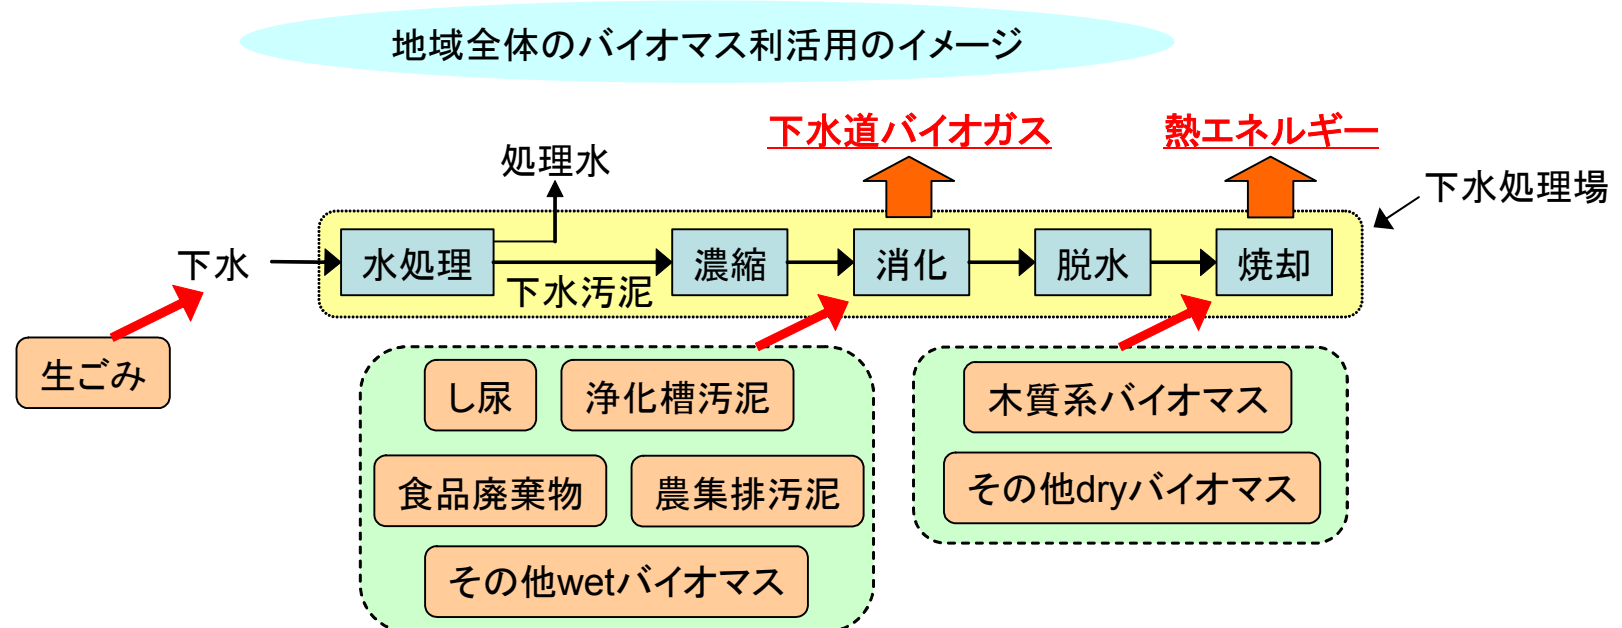 地域全体のバイオマス利活用のイメージ
下水道バイオガス
熱エネルギー
処理水
下水処理場
下水
水処理
濃縮
消化
脱水
焼却
下水汚泥
生ごみ
し尿
浄化槽汚泥
木質系バイオマス
食品廃棄物
農集排汚泥
その他dryバイオマス
その他wetバイオマス